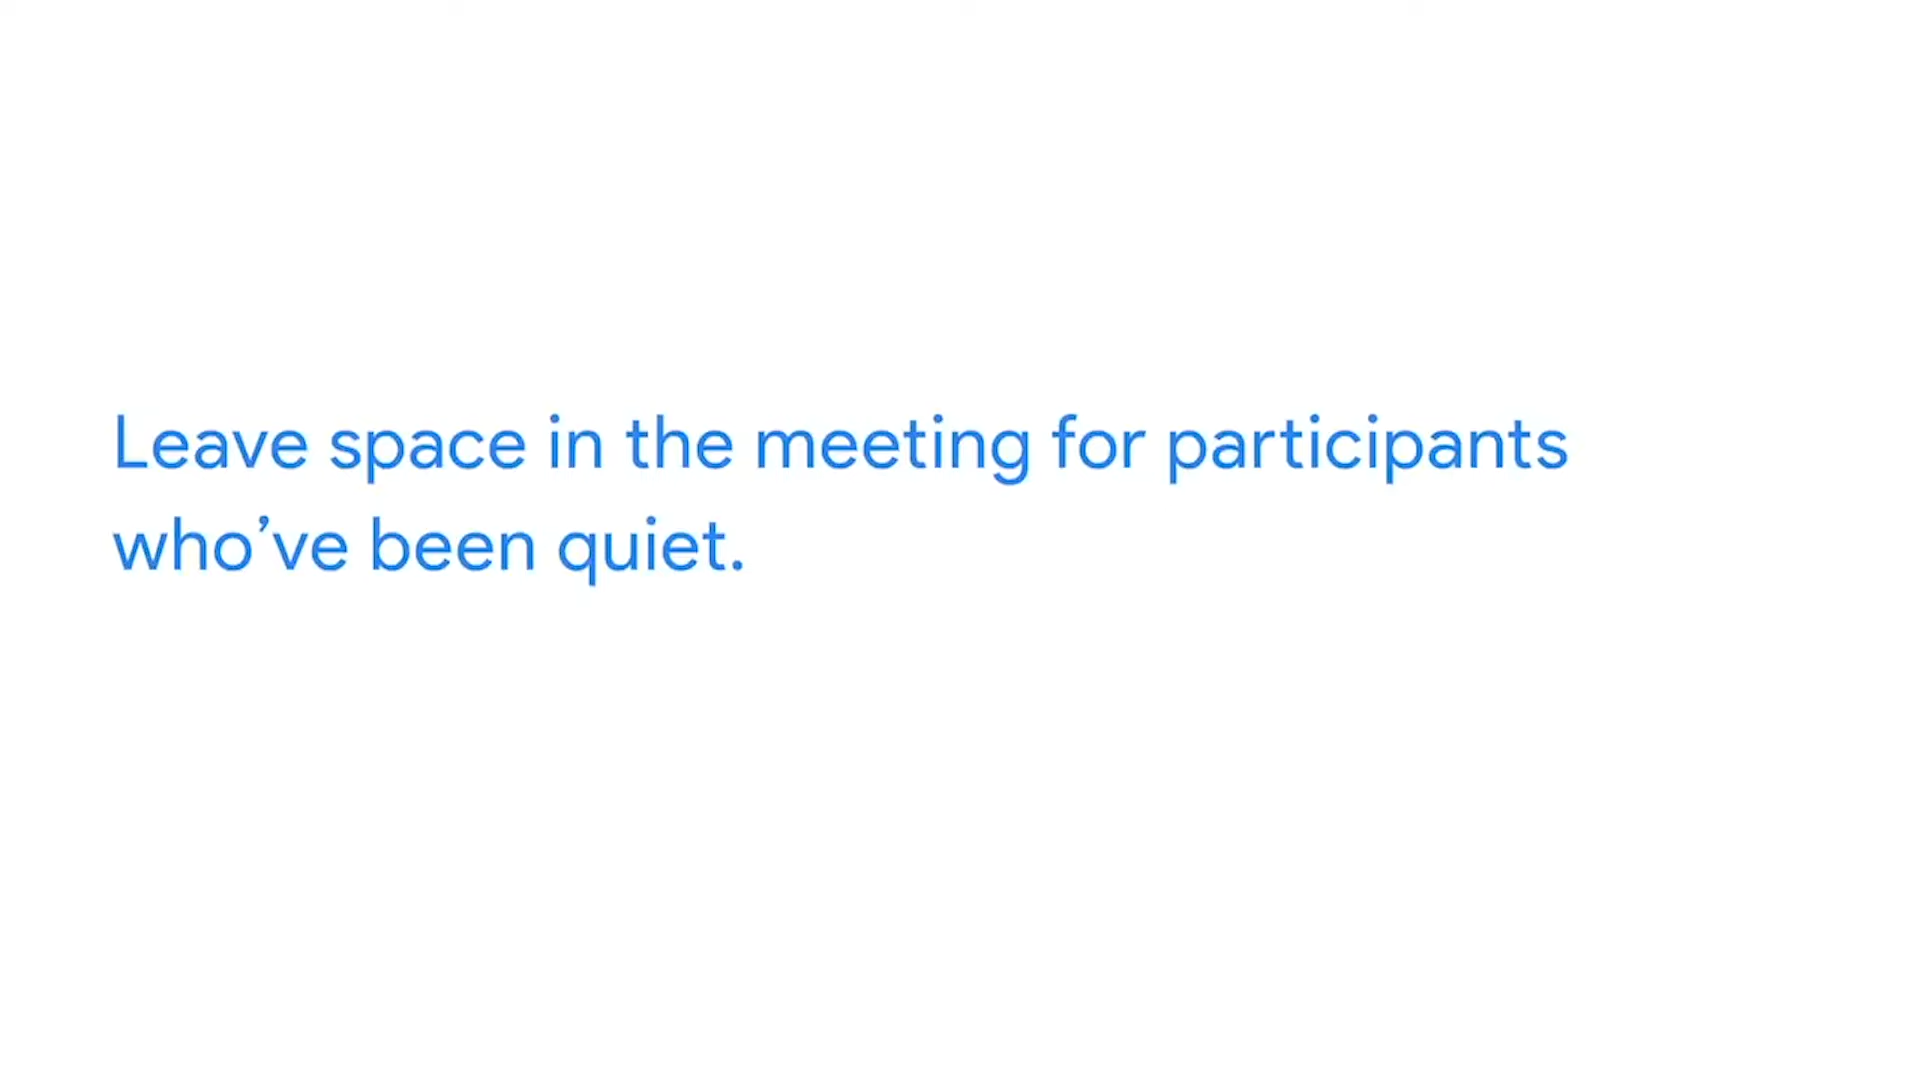 Leave space in the meeting for participants
who’ve been quiet.